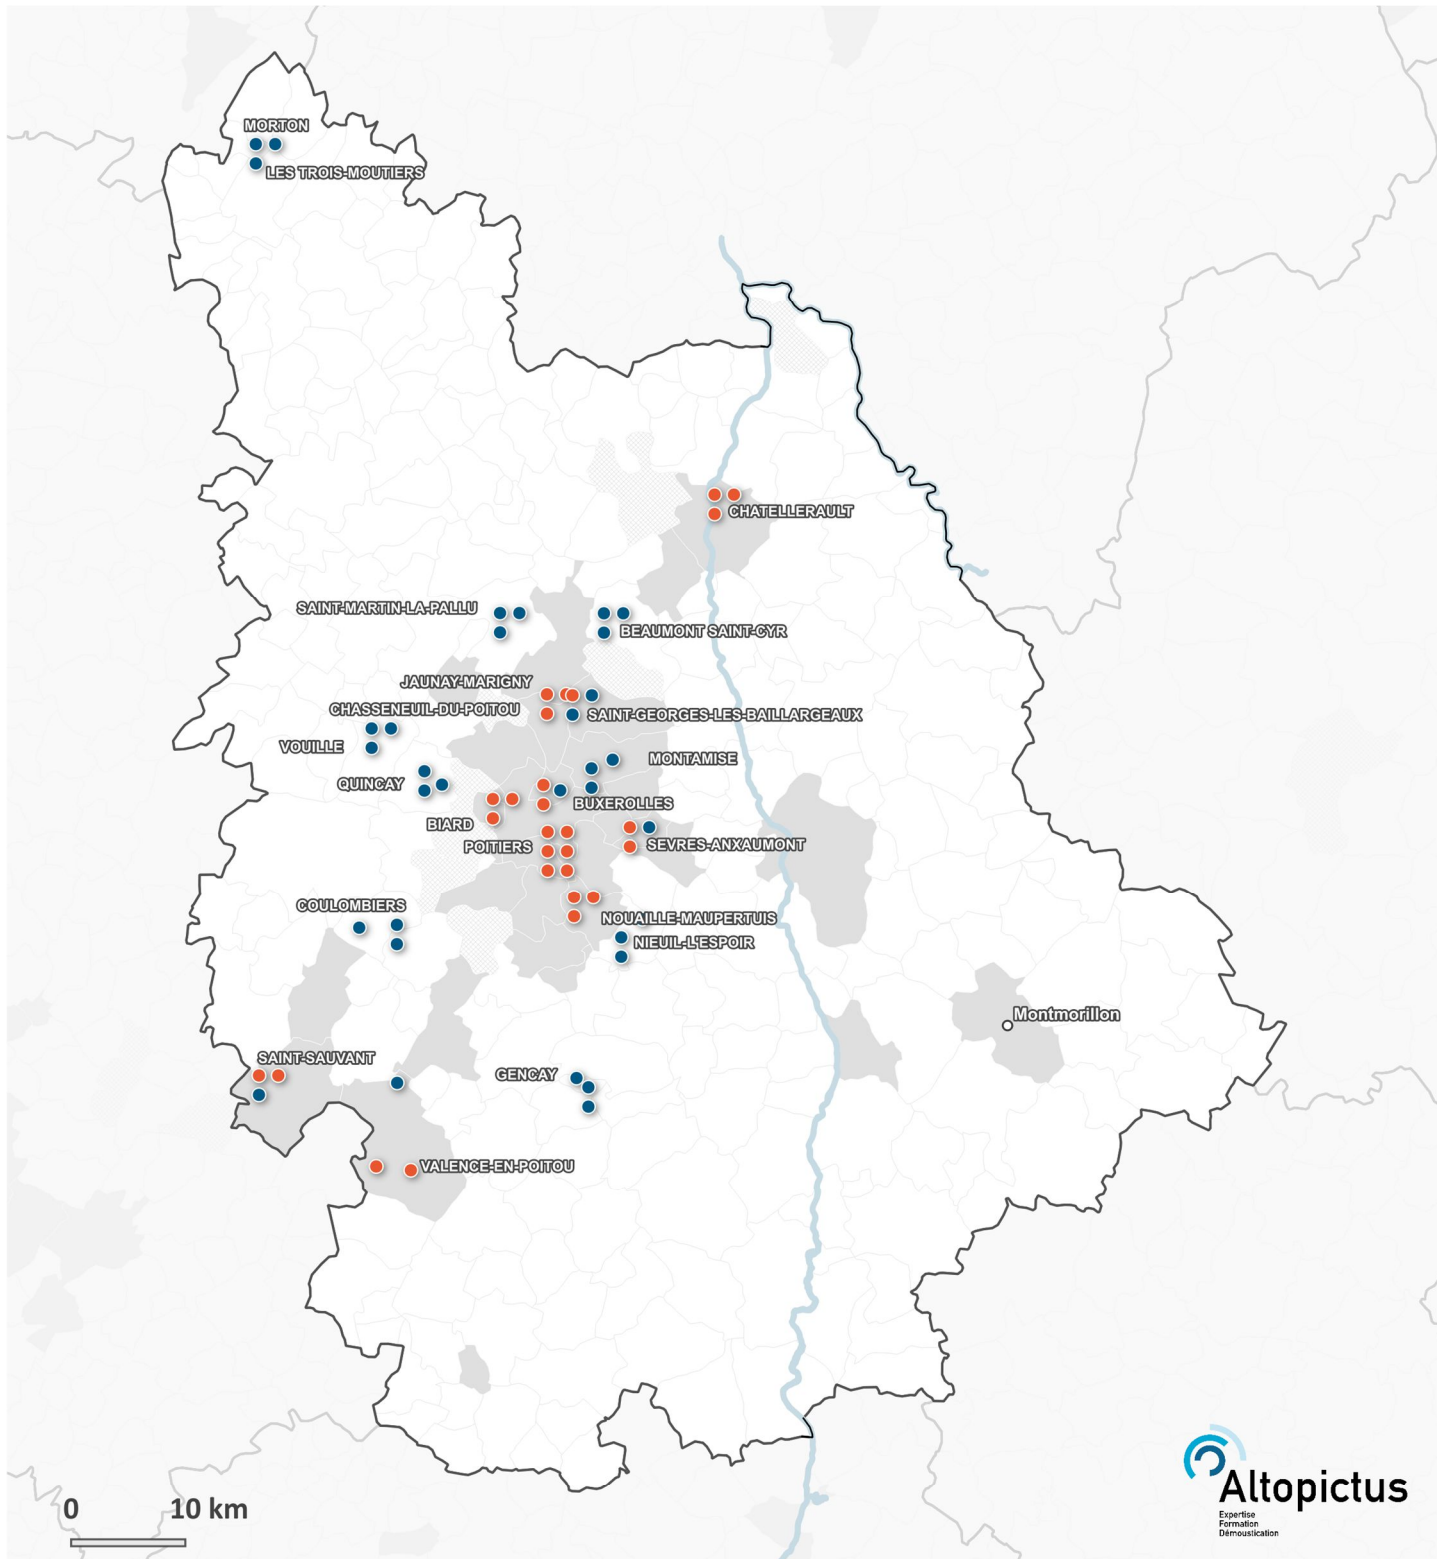 MORTON
LES TROIS-MOUTIERS
CHATELLERAULT
SAINT-MARTIN-LA-PALLU
BEAUMONT SAINT-CYR
JAUNAY-MARIGNY
CHASSENEUIL-DU-POITOU
SAINT-GEORGES-LES-BAILLARGEAUX
VOUILLE
MONTAMISE
QUINCAY
BUXEROLLES
BIARD
POITIERS
SEVRES-ANXAUMONT
COULOMBIERS
NOUAILLE-MAUPERTUIS
NIEUIL-L'ESPOIR
Montmorillon
SAINT-SAUVANT
GENCAY
VALENCE-EN-POITOU
0 10 km
Altopictus
Expertise
Formation
Démoustication